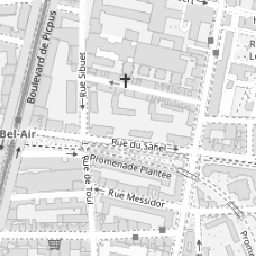 Boulevard de Picpus
Rue Sibuet
Bel-Air
Rue du Sahel
Promenade Plantée
Rue de Toul
Rue Messidor